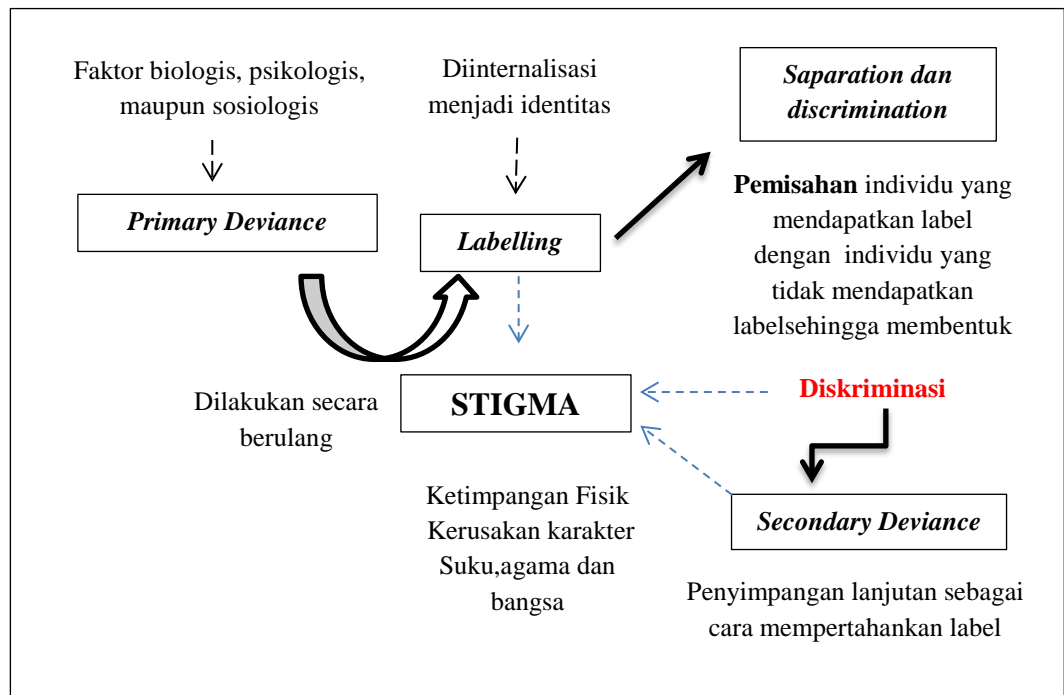 Faktor biologis, psikologis,
maupun sosiologis
Primary Deviance
Diinternalisasi
menjadi identitas
Labelling
Saparation dan
discrimination
Pemisahan individu yang
mendapatkan label
dengan individu yang
tidak mendapatkan
labelsehingga membentuk
Diskriminasi
Dilakukan secara
berulang
STIGMA
Ketimpangan Fisik
Kerusakan karakter
Suku,agama dan
bangsa
Secondary Deviance
Penyimpangan lanjutan sebagai
cara mempertahankan label